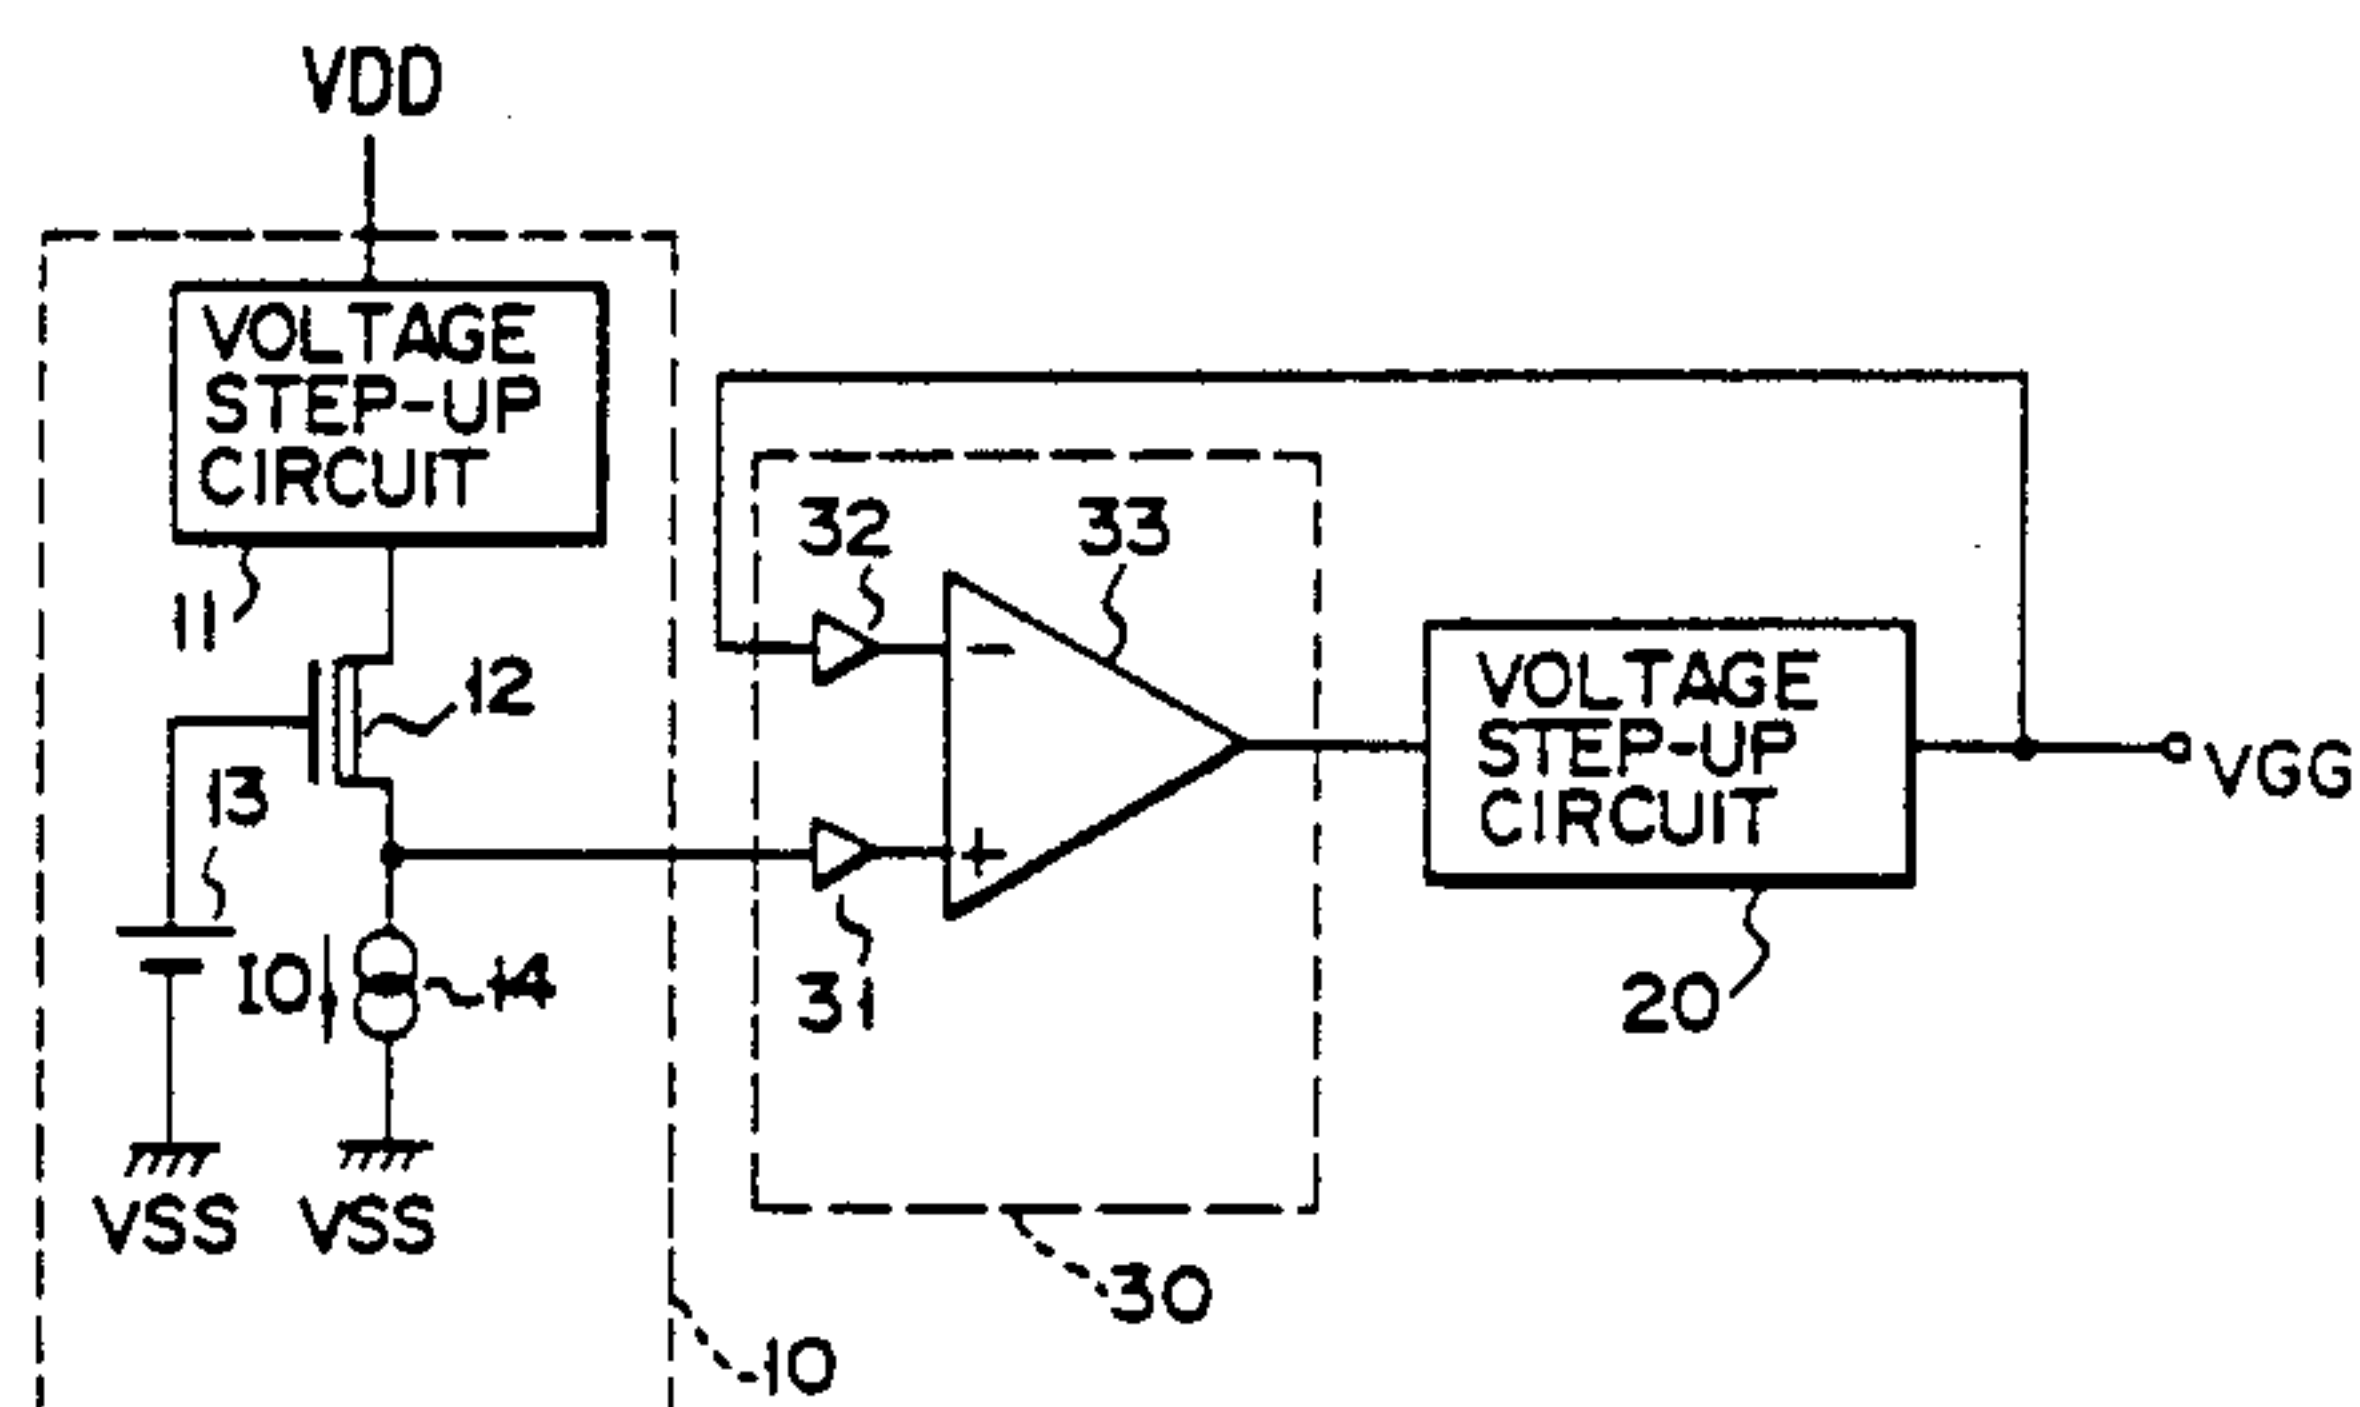 VDD
VOLTAGE
STEP-UP
CIRCUIT
11
12
13
IO
14
VSS
VSS
10
32
33
-
+
31
30
VOLTAGE
STEP-UP
CIRCUIT
20
VGG